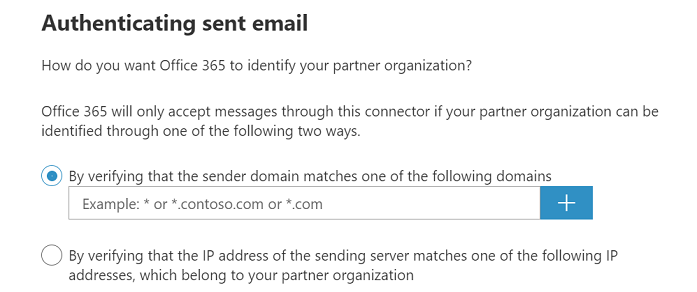 Authenticating sent email
How do you want Office 365 to identify your partner organization?
Office 365 will only accept messages through this connector if your partner organization can be
identified through one of the following two ways.
By verifying that the sender domain matches one of the following domains
Example: * or *.contoso.com or *.com
+
By verifying that the IP address of the sending server matches one of the following IP
addresses, which belong to your partner organization